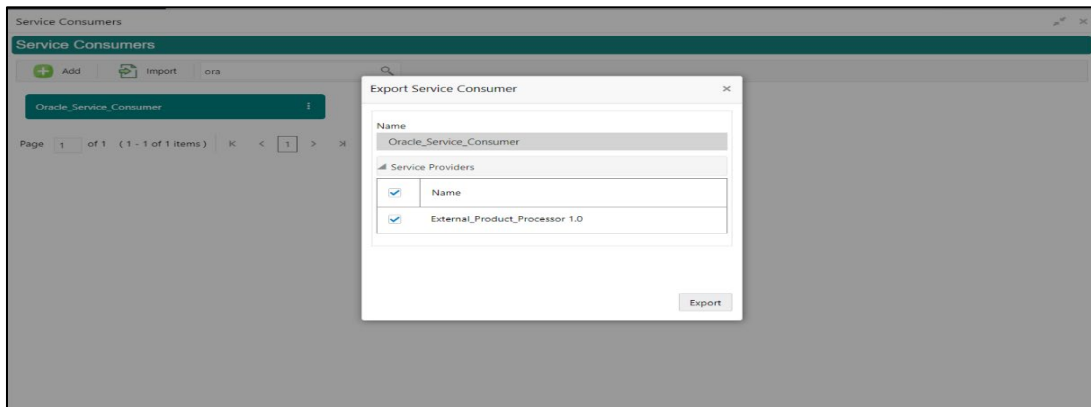 Service Consumers
Service Consumers
Add Import ora
Oracle_Service_Consumer
Page 1 of 1 ( 1 - 1 of 1 items ) K < 1 > >|
Export Service Consumer
Name
Oracle_Service_Consumer
Service Providers
Name
External_Product_Processor 1.0
Export